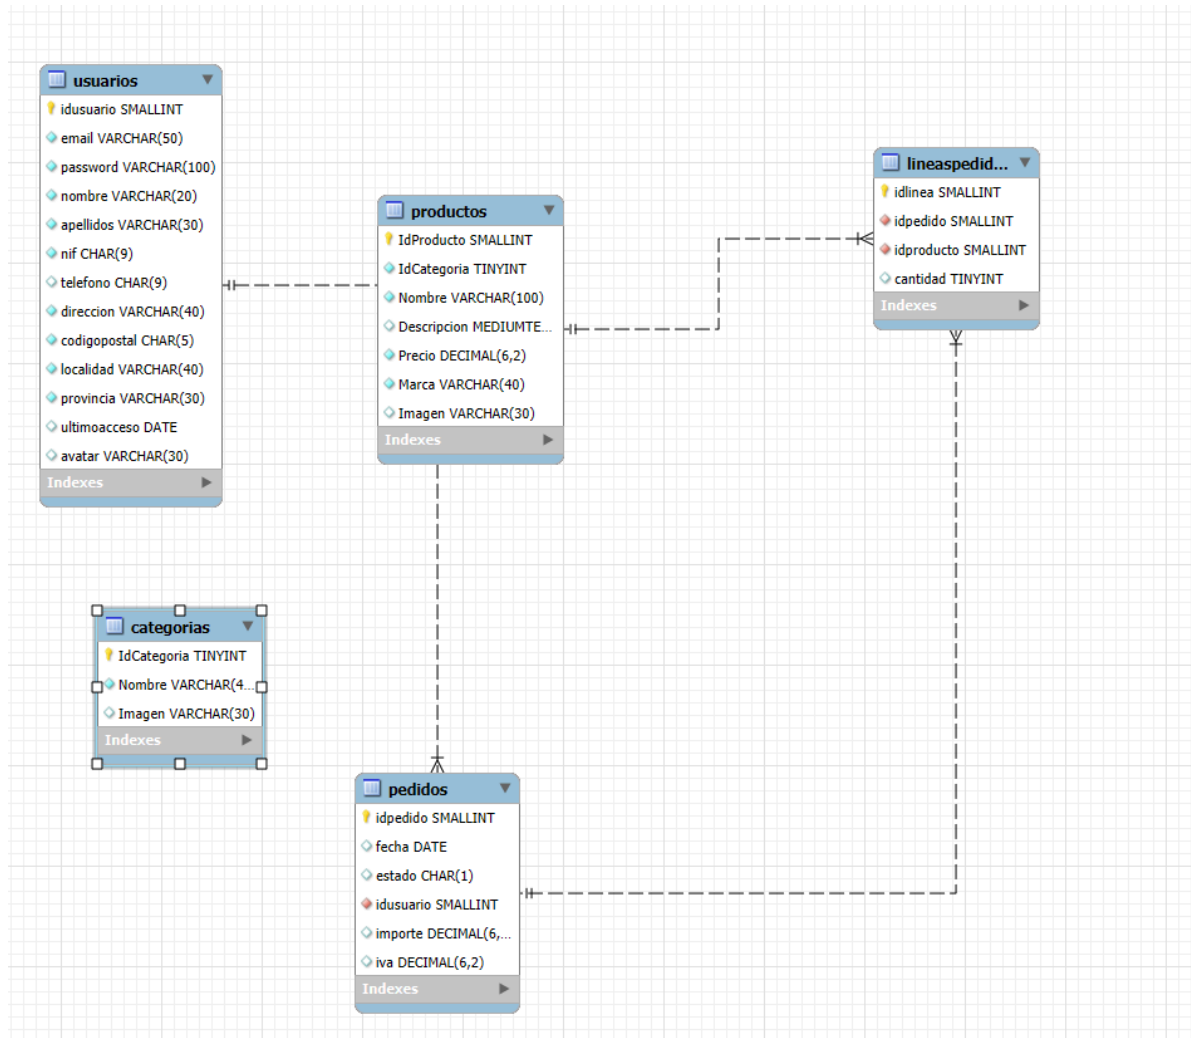 usuarios
idusuario SMALLINT
email VARCHAR(50)
password VARCHAR(100)
nombre VARCHAR(20)
apellidos VARCHAR(30)
nif CHAR(9)
telefono CHAR(9)
direccion VARCHAR(40)
codigopostal CHAR(5)
localidad VARCHAR(40)
provincia VARCHAR(30)
ultimoacceso DATE
avatar VARCHAR(30)
Indexes
productos
IdProducto SMALLINT
IdCategoria TINYINT
Nombre VARCHAR(100)
Descripcion MEDIUMTE...
Precio DECIMAL(6,2)
Marca VARCHAR(40)
Imagen VARCHAR(30)
Indexes
lineaspedid...
idlinea SMALLINT
idpedido SMALLINT
idproducto SMALLINT
cantidad TINYINT
Indexes
categorias
IdCategoria TINYINT
Nombre VARCHAR(4...
Imagen VARCHAR(30)
Indexes
pedidos
idpedido SMALLINT
fecha DATE
estado CHAR(1)
idusuario SMALLINT
importe DECIMAL(6,...
iva DECIMAL(6,2)
Indexes